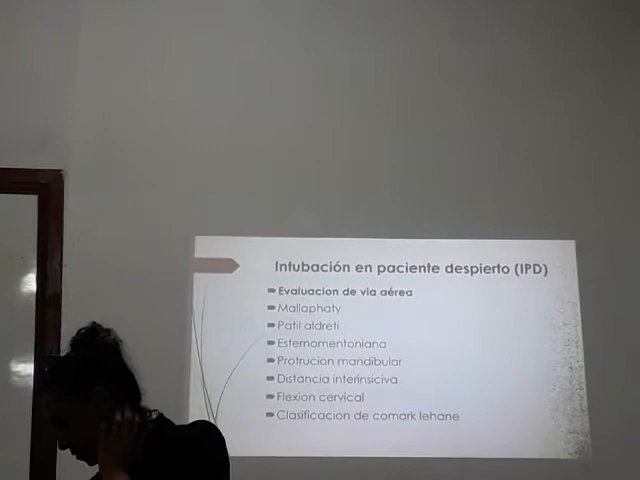 Intubación en paciente despierto (IPD)
Evaluacion de via aérea
Mallaphaty
Patil aldreti
Esternomentoniana
Protrucion mandibular
Distancia interinsiciva
Flexion cervical
Clasificacion de comark lehane